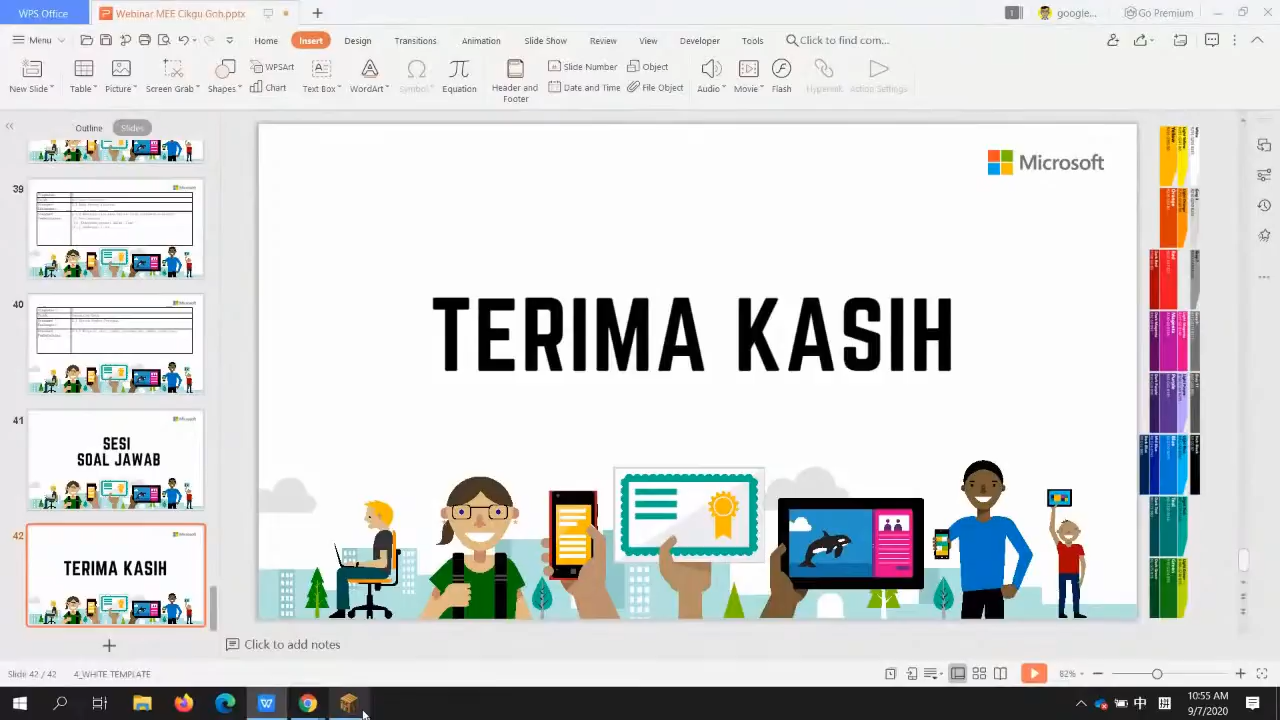 WPS Office
Webinar MEE Cikgu Goh.pptx
1
google...
Go Premium
Menu
Home
Insert
Design
Transitions
Animation
Slide Show
Review
View
Developer
Tools
Click to find com...
WPSArt
Slide Number
Object
New Slide
Table
Picture
Screen Grab
Shapes
Chart
Text Box
WordArt
Symbol
Equation
Header and
Footer
Date and Time
File Object
Audio
Movie
Flash
Hyperlink
Action Settings
Outline
Slides
Microsoft
TERIMA KASIH
39
40
41
SESI
SOAL JAWAB
42
TERIMA KASIH
Click to add notes
Slide 42 / 42
4_WHITE TEMPLATE
82%
中
拼
10:55 AM
9/7/2020